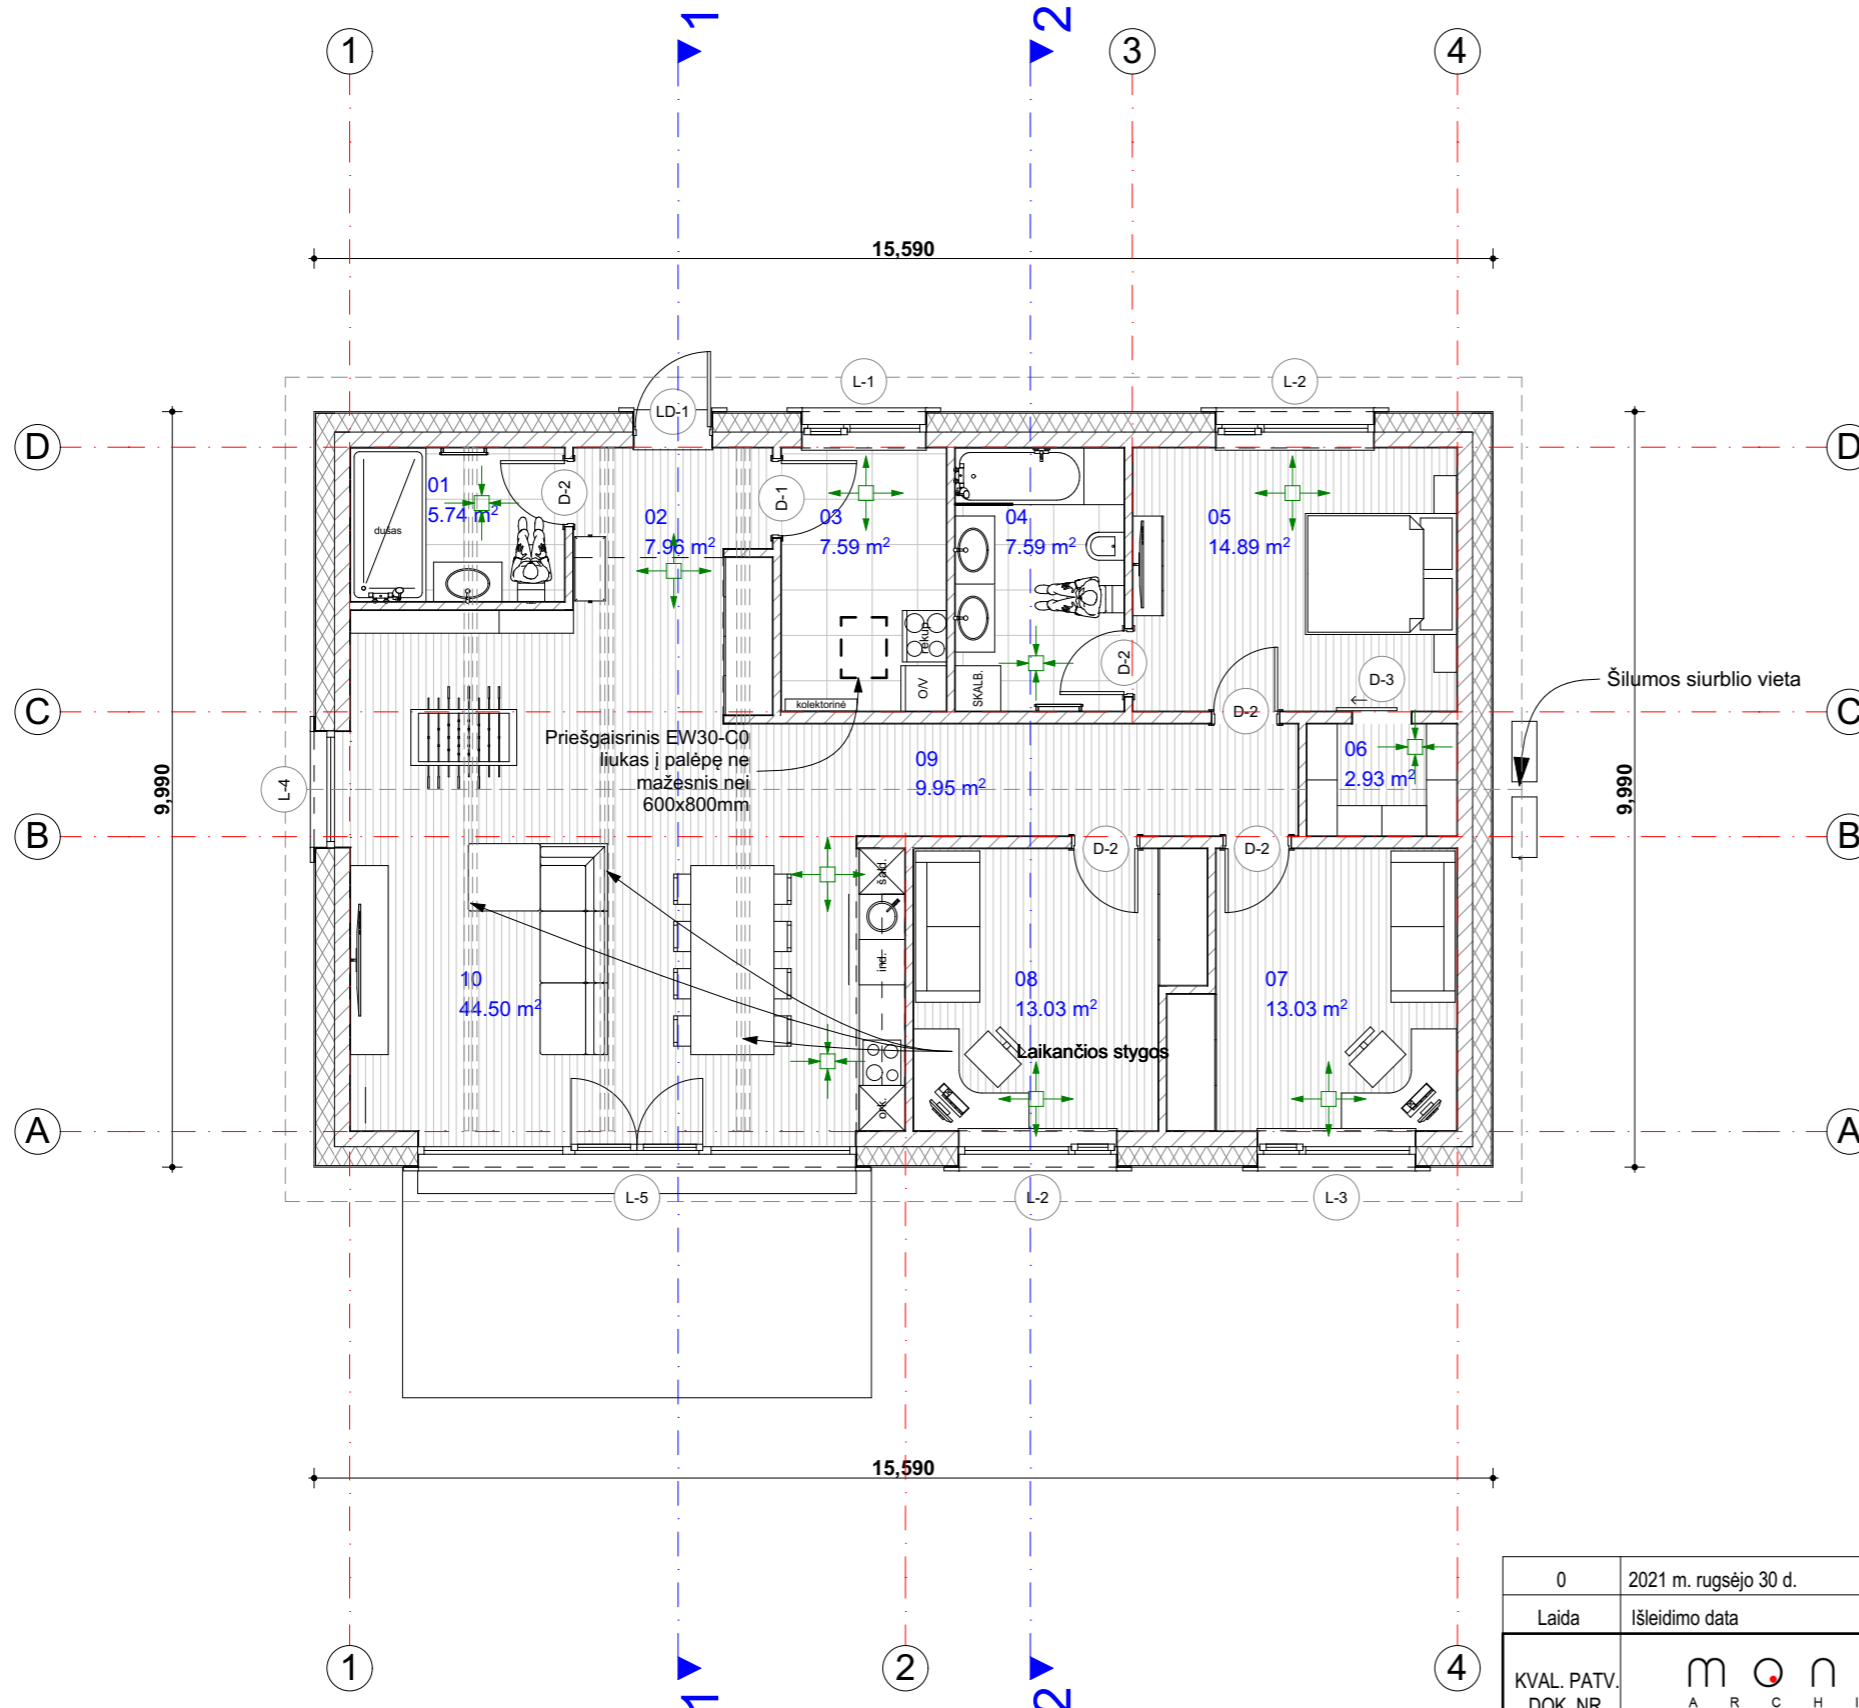 1
1
2
3
4
15,590
L-1
L-2
LD-1
D
D
01
5.74 m²
dušas
D-2
02
7.96 m²
D-1
03
7.59 m²
04
7.59 m²
05
14.89 m²
rekup
O/V
SKALB.
kolektorinė
D-2
D-3
Šilumos siurblio vieta
C
C
D-2
Priešgaisrinis EW30-C0
liukas į palėpę ne
mažesnis nei
600x800mm
09
9.95 m²
06
2.93 m²
L-4
9,990
9,990
B
B
D-2
D-2
šald.
ind.
10
44.50 m²
08
13.03 m²
07
13.03 m²
Laikančios stygos
ork.
A
A
L-5
L-2
L-3
15,590
0
2021 m. rugsėjo 30 d.
Laida
Išleidimo data
KVAL. PATV.
DOK. NR.
A R C H I
1
1
2
2
4